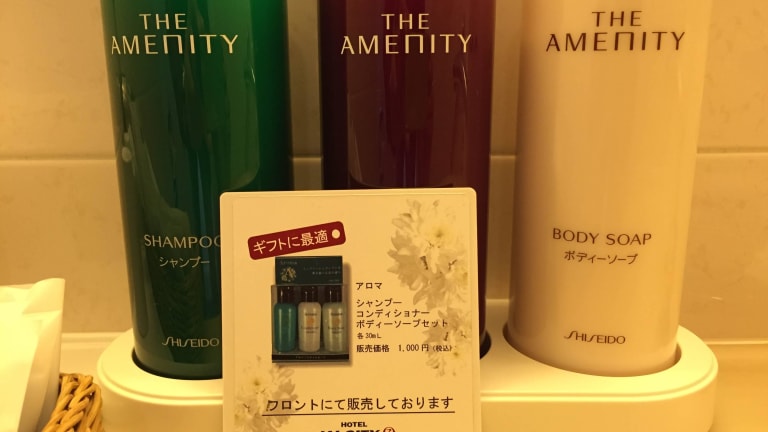 THE
AMENITY
SHAMPOO
シャンプー
SHISEIDO
THE
AMENITY
THE
AMENITY
BODY SOAP
ボディーソープ
SHISEIDO
ギフトに最適
アロマ
シャンプー
コンディショナー
ボディーソープセット
各30mL
販売価格 1,000円(税込)
フロントにて販売しております
HOTEL